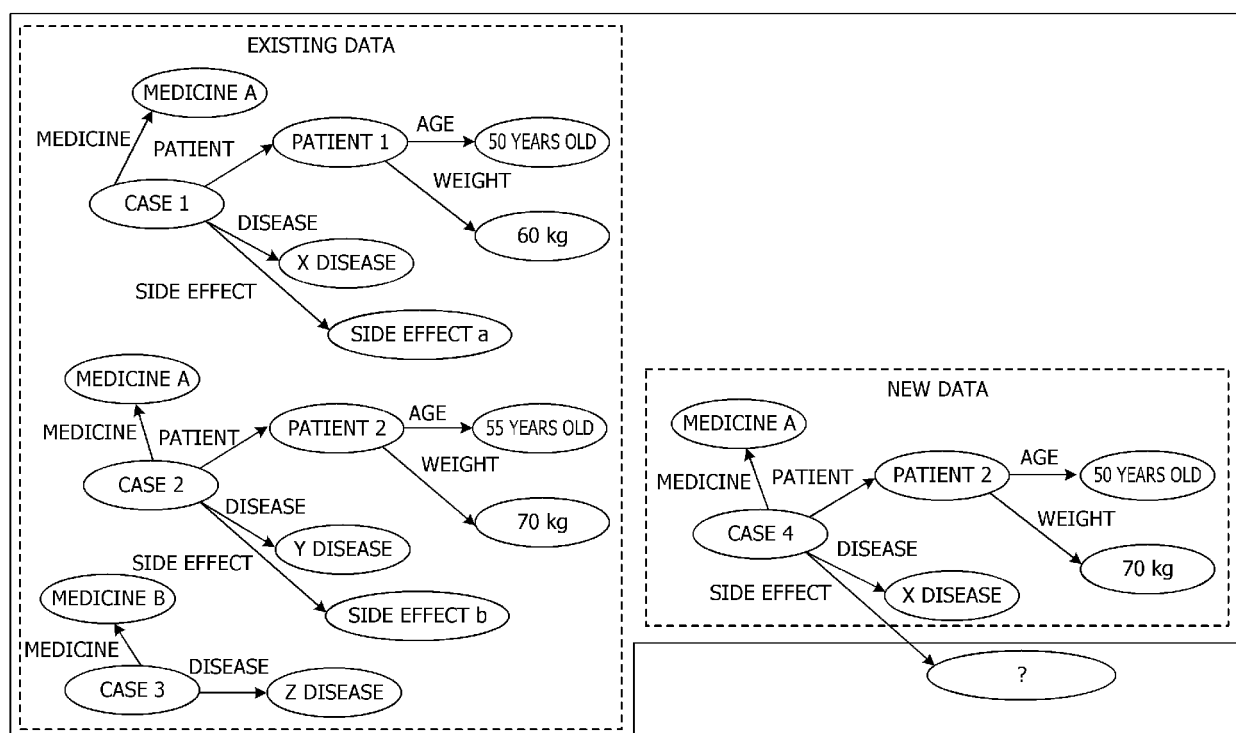 EXISTING DATA
MEDICINE A
MEDICINE
PATIENT
PATIENT 1
AGE
50 YEARS OLD
WEIGHT
CASE 1
DISEASE
60 kg
X DISEASE
SIDE EFFECT
SIDE EFFECT a
MEDICINE A
MEDICINE
PATIENT
PATIENT 2
AGE
55 YEARS OLD
WEIGHT
CASE 2
DISEASE
70 kg
Y DISEASE
SIDE EFFECT
SIDE EFFECT b
MEDICINE B
MEDICINE
DISEASE
CASE 3
Z DISEASE
NEW DATA
MEDICINE A
MEDICINE
PATIENT
PATIENT 2
AGE
50 YEARS OLD
WEIGHT
CASE 4
DISEASE
70 kg
X DISEASE
SIDE EFFECT
?